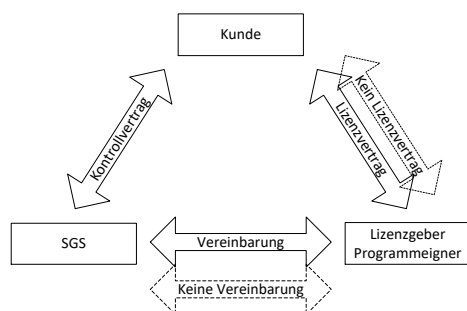 Kunde
Kontrollvertrag
Lizenzvertrag
Kein Lizenzvertrag
SGS
Vereinbarung
Keine Vereinbarung
Lizenzgeber
Programmeigner